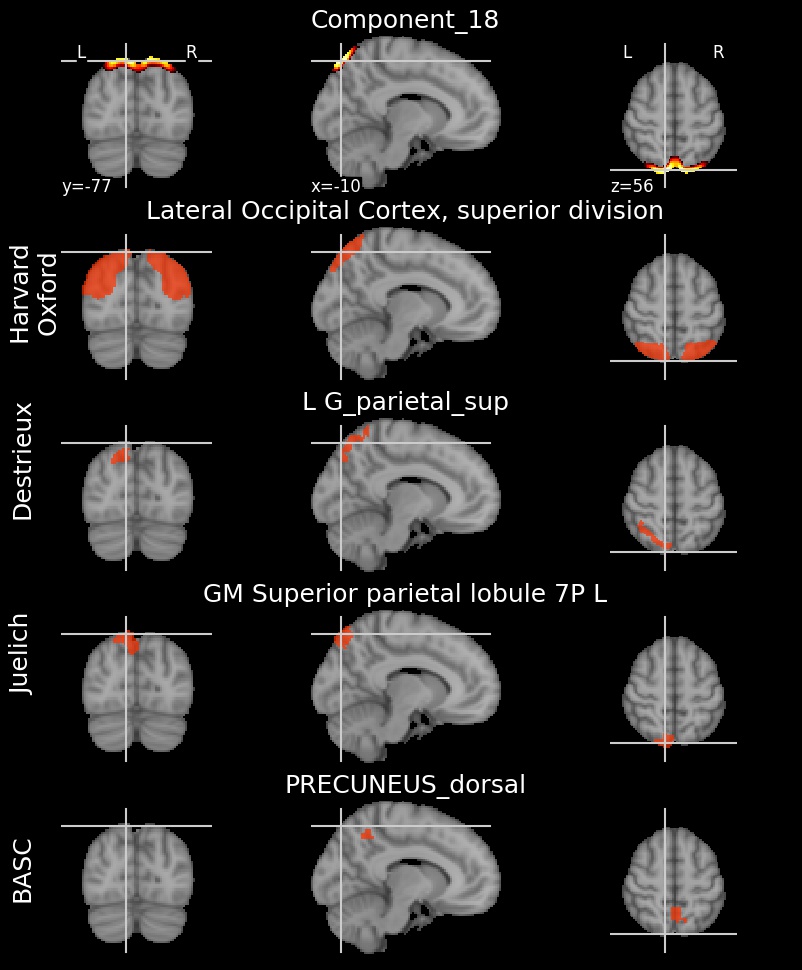 Component_18
L R
L R
y=-77
x=-10
z=56
Lateral Occipital Cortex, superior division
Harvard
Oxford
L G_parietal_sup
Destrieux
GM Superior parietal lobule 7P L
Juelich
PRECUNEUS_dorsal
BASC